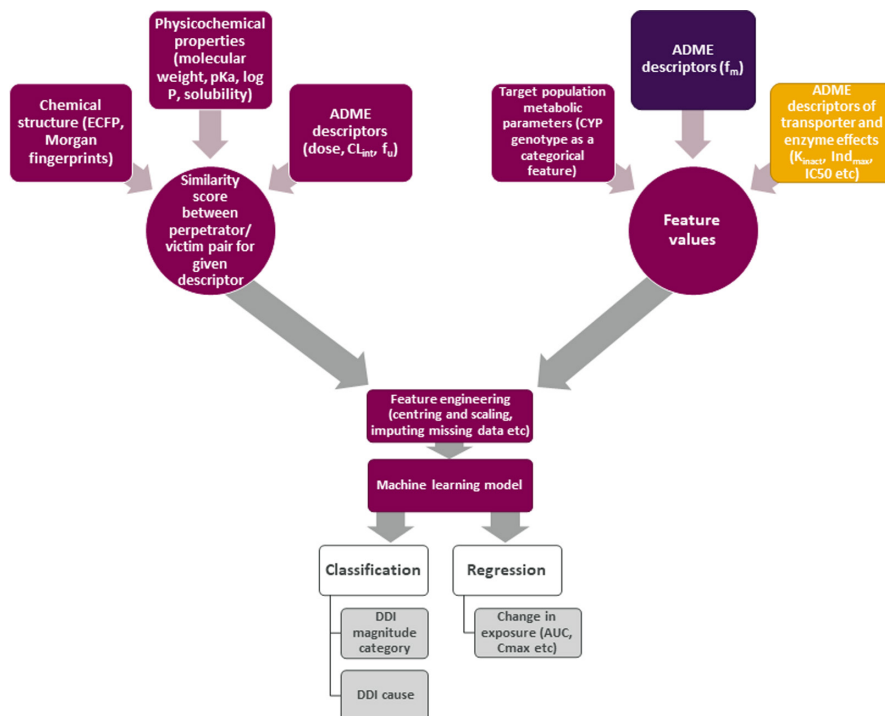 Physicochemical
properties
(molecular
weight, pKa, log
P, solubility)
Chemical
structure (ECFP,
Morgan
fingerprints)
ADME
descriptors
(dose, CLint, fu)
Similarity
score
between
perpetrator/
victim pair for
given
descriptor
Target population
metabolic
parameters (CYP
genotype as a
categorical
feature)
ADME
descriptors (fm)
ADME
descriptors of
transporter and
enzyme effects
(Kinact, Indmax,
IC50 etc)
Feature
values
Feature engineering
(centring and scaling,
imputing missing data etc)
Machine learning model
Classification
DDI
magnitude
category
DDI cause
Regression
Change in
exposure (AUC,
Cmax etc)